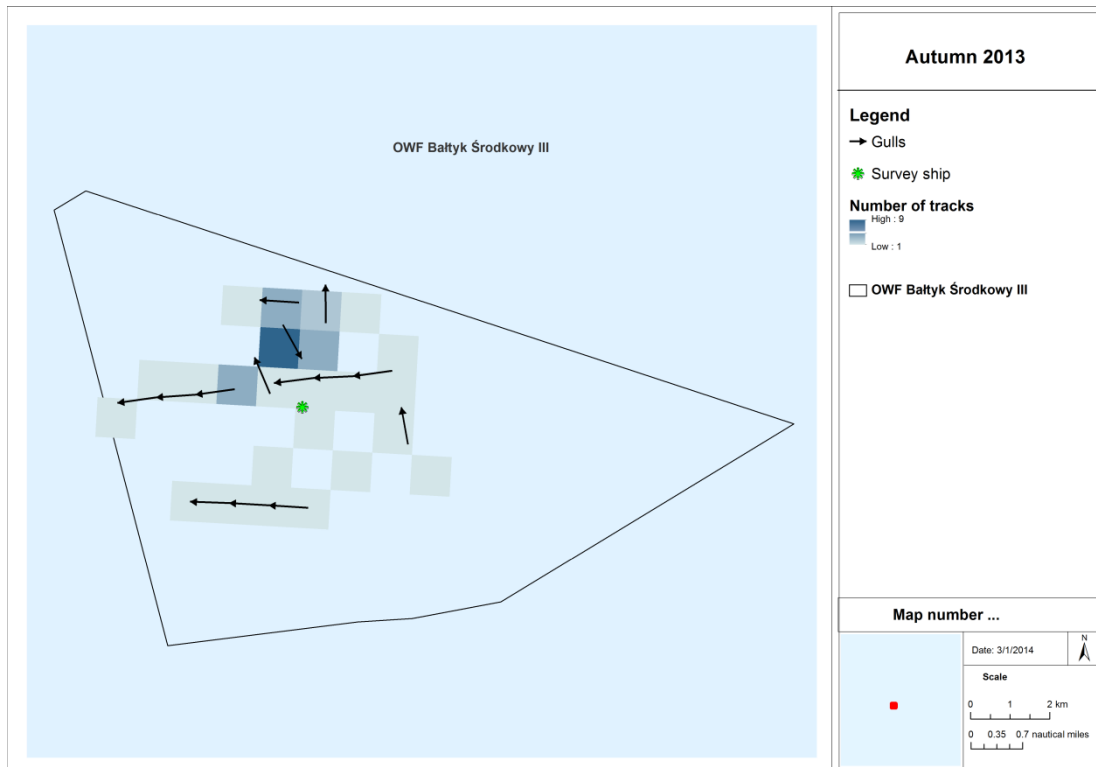 OWF Bałtyk Środkowy III
Autumn 2013
Legend
Gulls
Survey ship
Number of tracks
High : 9
Low : 1
OWF Bałtyk Środkowy III
Map number ...
Date: 3/1/2014
N
Scale
0 1 2 km
0 0.35 0.7 nautical miles